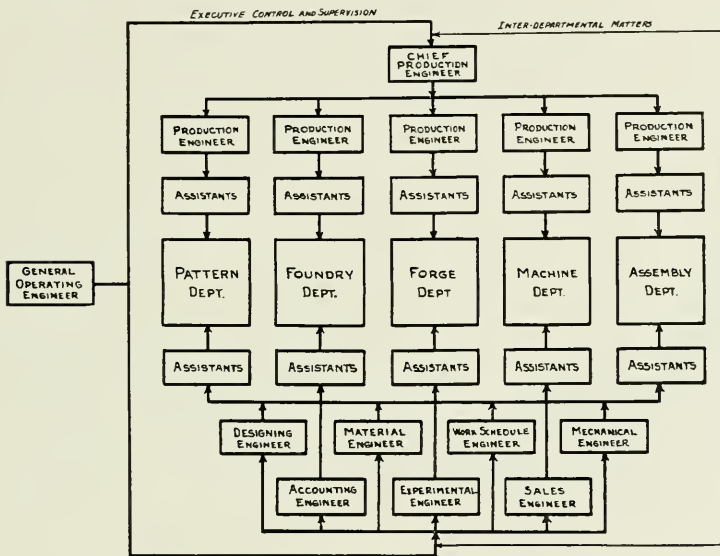 EXECUTIVE CONTROL AND SUPERVISION
INTER-DEPARTMENTAL MATTERS
CHIEF
PRODUCTION
ENGINEER
PRODUCTION
ENGINEER
PRODUCTION
ENGINEER
PRODUCTION
ENGINEER
PRODUCTION
ENGINEER
PRODUCTION
ENGINEER
ASSISTANTS
ASSISTANTS
ASSISTANTS
ASSISTANTS
ASSISTANTS
GENERAL
OPERATING
ENGINEER
PATTERN
DEPT.
FOUNDRY
DEPT.
FORGE
DEPT
MACHINE
DEPT.
ASSEMBLY
DEPT.
ASSISTANTS
ASSISTANTS
ASSISTANTS
ASSISTANTS
ASSISTANTS
DESIGNING
ENGINEER
MATERIAL
ENGINEER
WORK SCHEDULE
ENGINEER
MECHANICAL
ENGINEER
ACCOUNTING
ENGINEER
EXPERIMENTAL
ENGINEER
SALES
ENGINEER